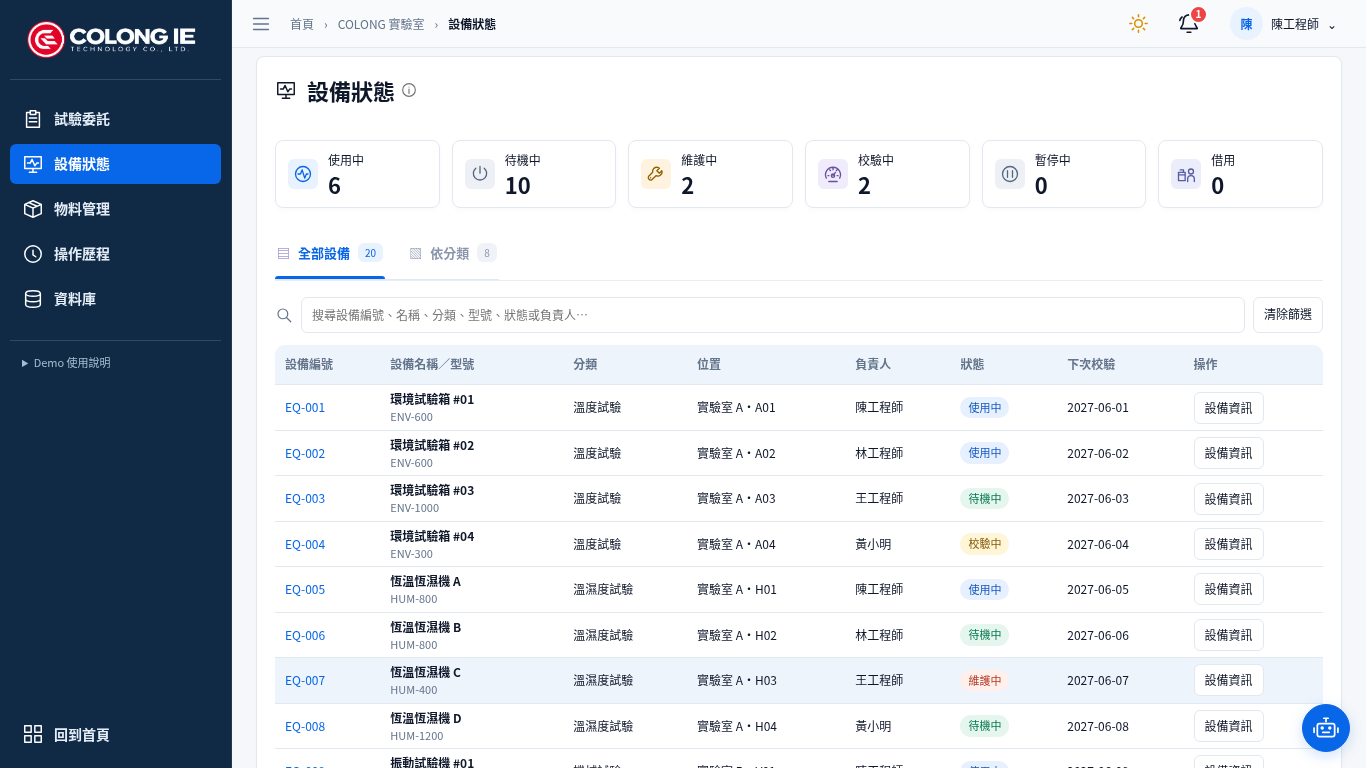 COLONG IE
TECHNOLOGY CO., LTD.
試驗委託
設備狀態
物料管理
操作歷程
資料庫
▶ Demo 使用說明
回到首頁
首頁 › COLONG 實驗室 › 設備狀態
1
陳 陳工程師
設備狀態
使用中
6
待機中
10
維護中
2
校驗中
2
暫停中
0
借用
0
全部設備 20
依分類 8
搜尋設備編號、名稱、分類、型號、狀態或負責人…
清除篩選
設備編號 設備名稱／型號 分類 位置 負責人 狀態 下次校驗 操作
EQ-001 環境試驗箱 #01 溫度試驗 實驗室 A・A01 陳工程師 使用中 2027-06-01 設備資訊
ENV-600
EQ-002 環境試驗箱 #02 溫度試驗 實驗室 A・A02 林工程師 使用中 2027-06-02 設備資訊
ENV-600
EQ-003 環境試驗箱 #03 溫度試驗 實驗室 A・A03 王工程師 待機中 2027-06-03 設備資訊
ENV-1000
EQ-004 環境試驗箱 #04 溫度試驗 實驗室 A・A04 黃小明 校驗中 2027-06-04 設備資訊
ENV-300
EQ-005 恆溫恆濕機 A 溫濕度試驗 實驗室 A・H01 陳工程師 使用中 2027-06-05 設備資訊
HUM-800
EQ-006 恆溫恆濕機 B 溫濕度試驗 實驗室 A・H02 林工程師 待機中 2027-06-06 設備資訊
HUM-800
EQ-007 恆溫恆濕機 C 溫濕度試驗 實驗室 A・H03 王工程師 維護中 2027-06-07 設備資訊
HUM-400
EQ-008 恆溫恆濕機 D 溫濕度試驗 實驗室 A・H04 黃小明 待機中 2027-06-08 設備資訊
HUM-1200
振動試驗機 #01